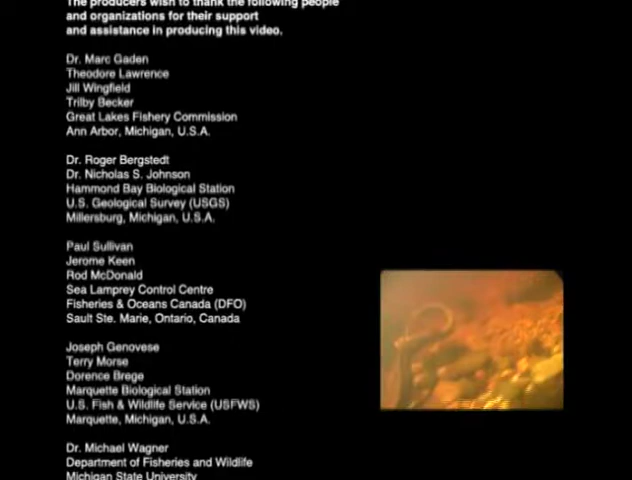 The producers wish to thank the following people
and organizations for their support
and assistance in producing this video.
Dr. Marc Gaden
Theodore Lawrence
Jill Wingfield
Trilby Becker
Great Lakes Fishery Commission
Ann Arbor, Michigan, U.S.A.
Dr. Roger Bergstedt
Dr. Nicholas S. Johnson
Hammond Bay Biological Station
U.S. Geological Survey (USGS)
Millersburg, Michigan, U.S.A.
Paul Sullivan
Jerome Keen
Rod McDonald
Sea Lamprey Control Centre
Fisheries & Oceans Canada (DFO)
Sault Ste. Marie, Ontario, Canada
Joseph Genovese
Terry Morse
Dorence Brege
Marquette Biological Station
U.S. Fish & Wildlife Service (USFWS)
Marquette, Michigan, U.S.A.
Dr. Michael Wagner
Department of Fisheries and Wildlife
Michigan State University